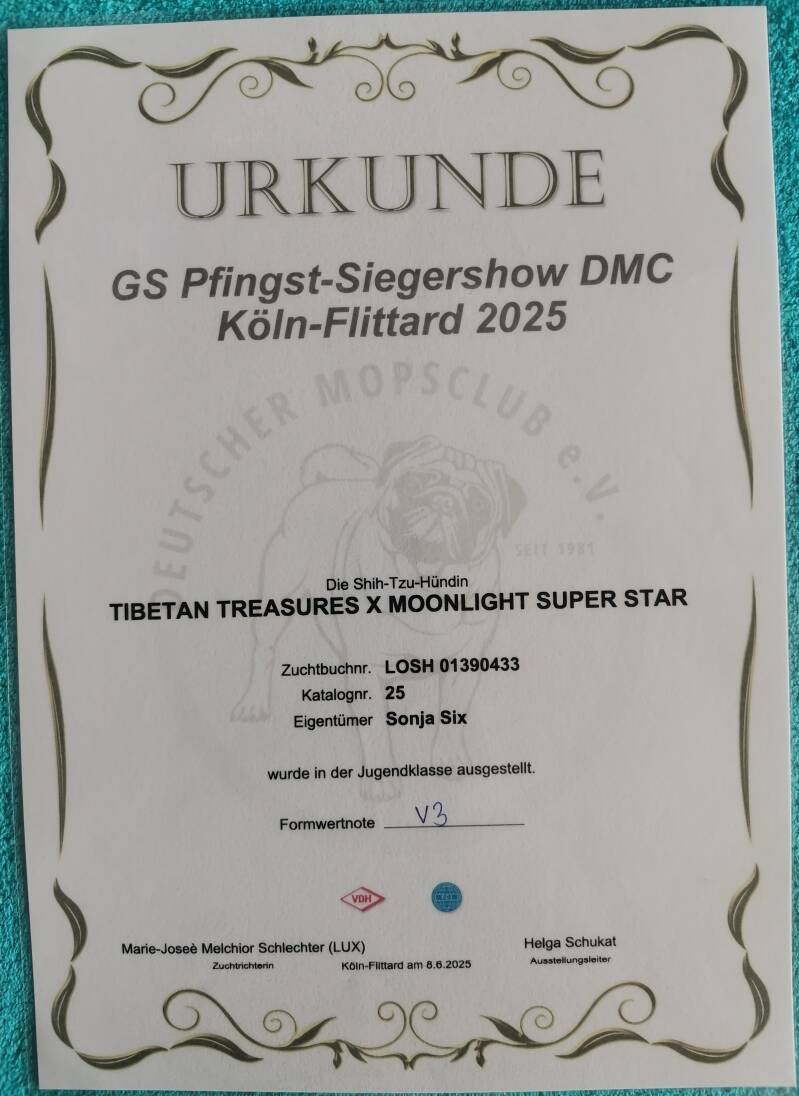 URKUNDE
GS Pfingst-Siegershow DMC
Köln-Flittard 2025
DEUTSCHER MOPSCLUB e.V.
SEIT 1981
Die Shih-Tzu-Hündin
TIBETAN TREASURES X MOONLIGHT SUPER STAR
Zuchtbuchnr. LOSH 01390433
Katalognr. 25
Eigentümer Sonja Six
wurde in der Jugendklasse ausgestellt.
Formwertnote V3
VDH
Marie-Joseè Melchior Schlechter (LUX)
Helga Schukat
Zuchtrichterin
Köln-Flittard am 8.6.2025
Ausstellungsleiter